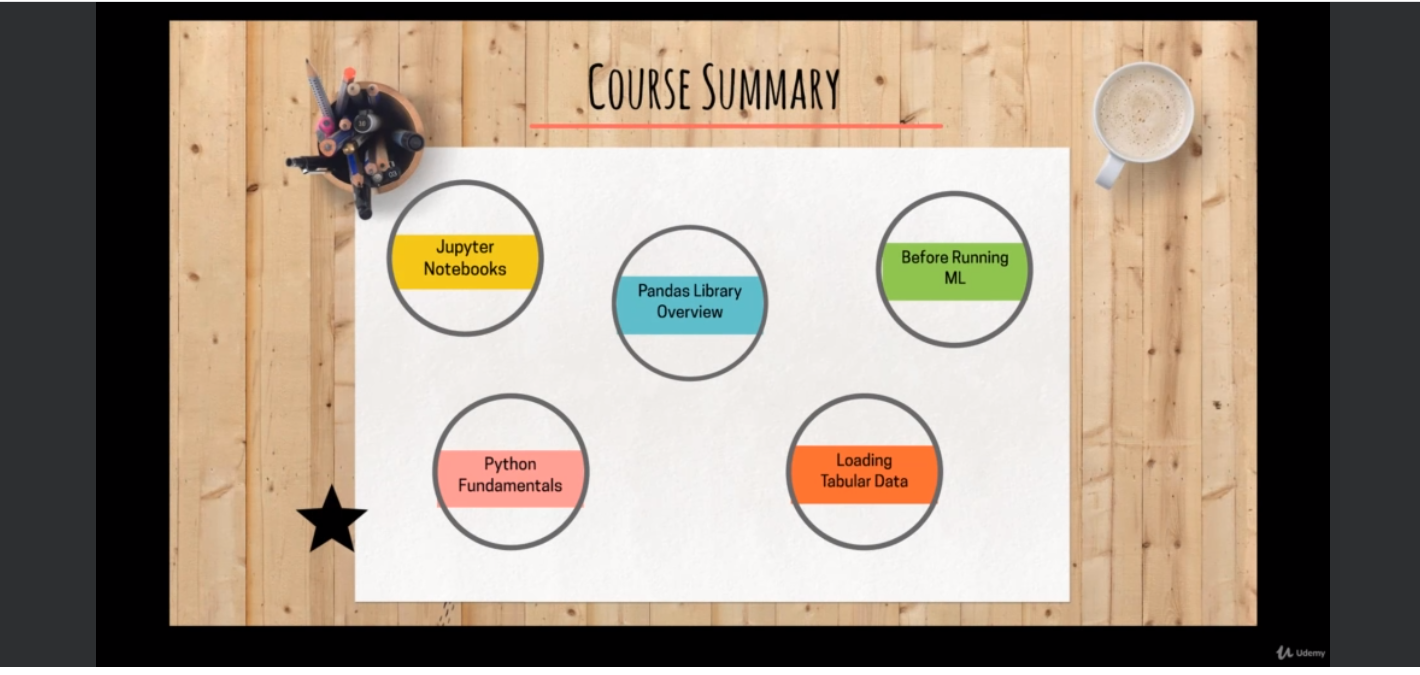 COURSE SUMMARY
Jupyter
Notebooks
Pandas Library
Overview
Before Running
ML
Python
Fundamentals
Loading
Tabular Data
Udemy